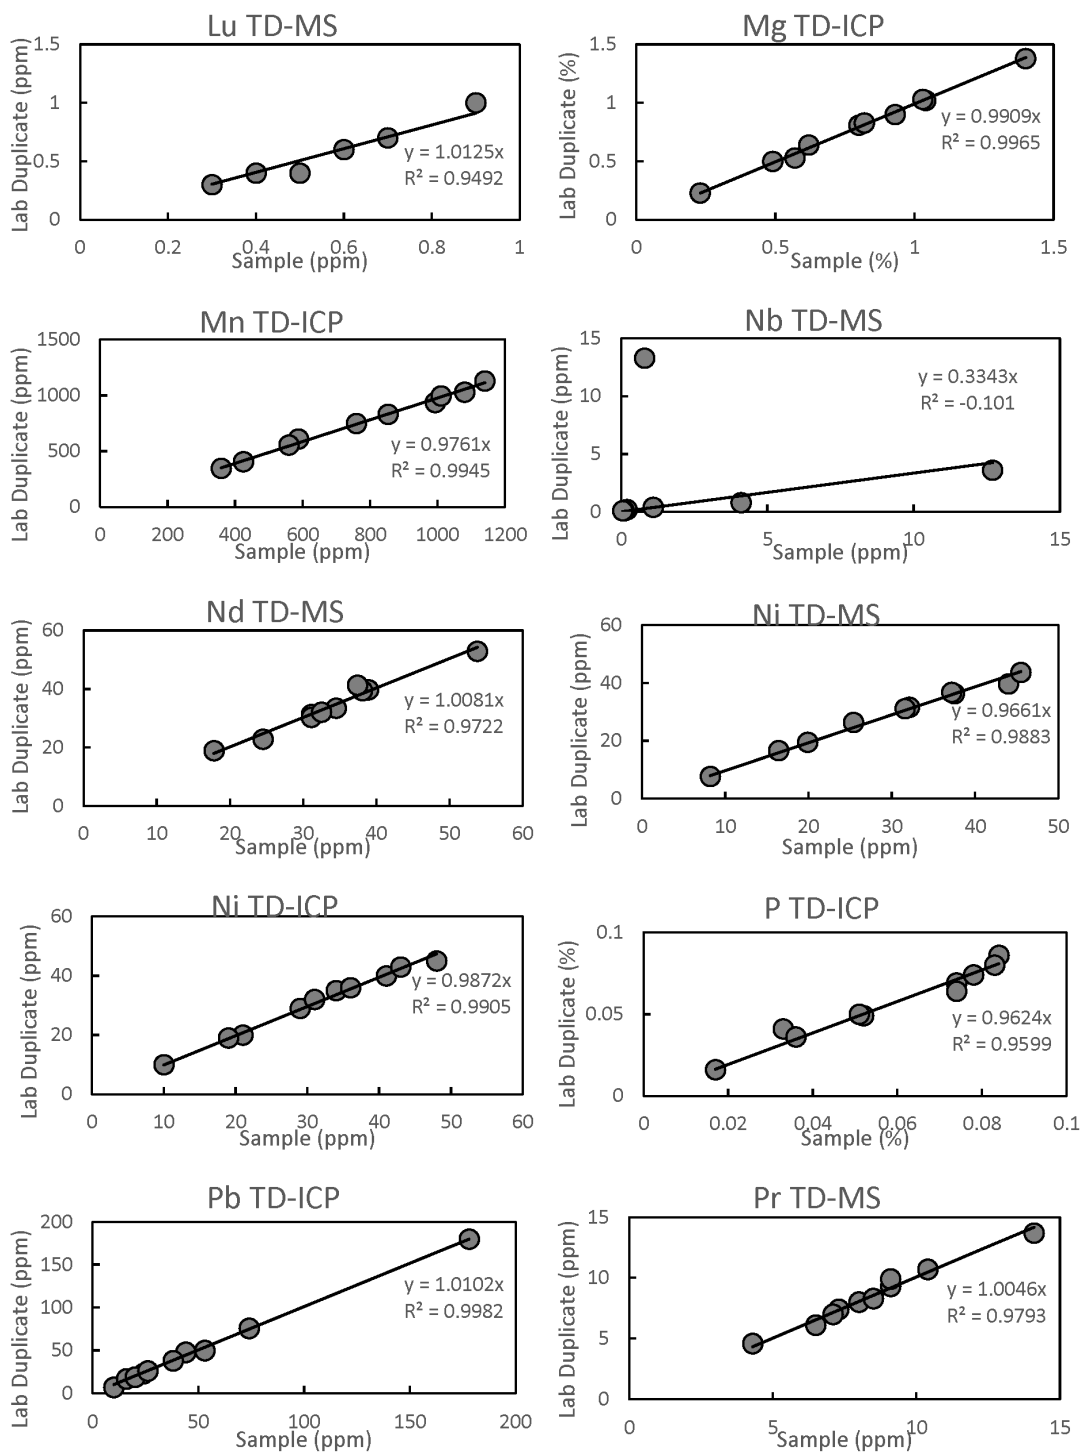 Lu TD-MS
Lab Duplicate (ppm)
1.5
1
0.5
0
y = 1.0125x
R² = 0.9492
0 0.2 0.4 0.6 0.8 1
Sample (ppm)
Mg TD-ICP
Lab Duplicate (%)
1.5
1
0.5
0
y = 0.9909x
R² = 0.9965
0 0.5 1 1.5
Sample (%)
Mn TD-ICP
Lab Duplicate (ppm)
1500
1000
500
0
y = 0.9761x
R² = 0.9945
0 200 400 600 800 1000 1200
Sample (ppm)
Nb TD-MS
Lab Duplicate (ppm)
15
10
5
0
y = 0.3343x
R² = -0.101
0 5 10 15
Sample (ppm)
Nd TD-MS
Lab Duplicate (ppm)
60
40
20
0
y = 1.0081x
R² = 0.9722
0 10 20 30 40 50 60
Sample (ppm)
Ni TD-MS
Lab Duplicate (ppm)
60
40
20
0
y = 0.9661x
R² = 0.9883
0 10 20 30 40 50
Sample (ppm)
Ni TD-ICP
Lab Duplicate (ppm)
60
40
20
0
y = 0.9872x
R² = 0.9905
0 10 20 30 40 50 60
Sample (ppm)
P TD-ICP
Lab Duplicate (%)
0.1
0.05
0
y = 0.9624x
R² = 0.9599
0 0.02 0.04 0.06 0.08 0.1
Sample (%)
Pb TD-ICP
Lab Duplicate (ppm)
200
150
100
50
0
y = 1.0102x
R² = 0.9982
0 50 100 150 200
Sample (ppm)
Pr TD-MS
Lab Duplicate (ppm)
15
10
5
0
y = 1.0046x
R² = 0.9793
0 5 10 15
Sample (ppm)